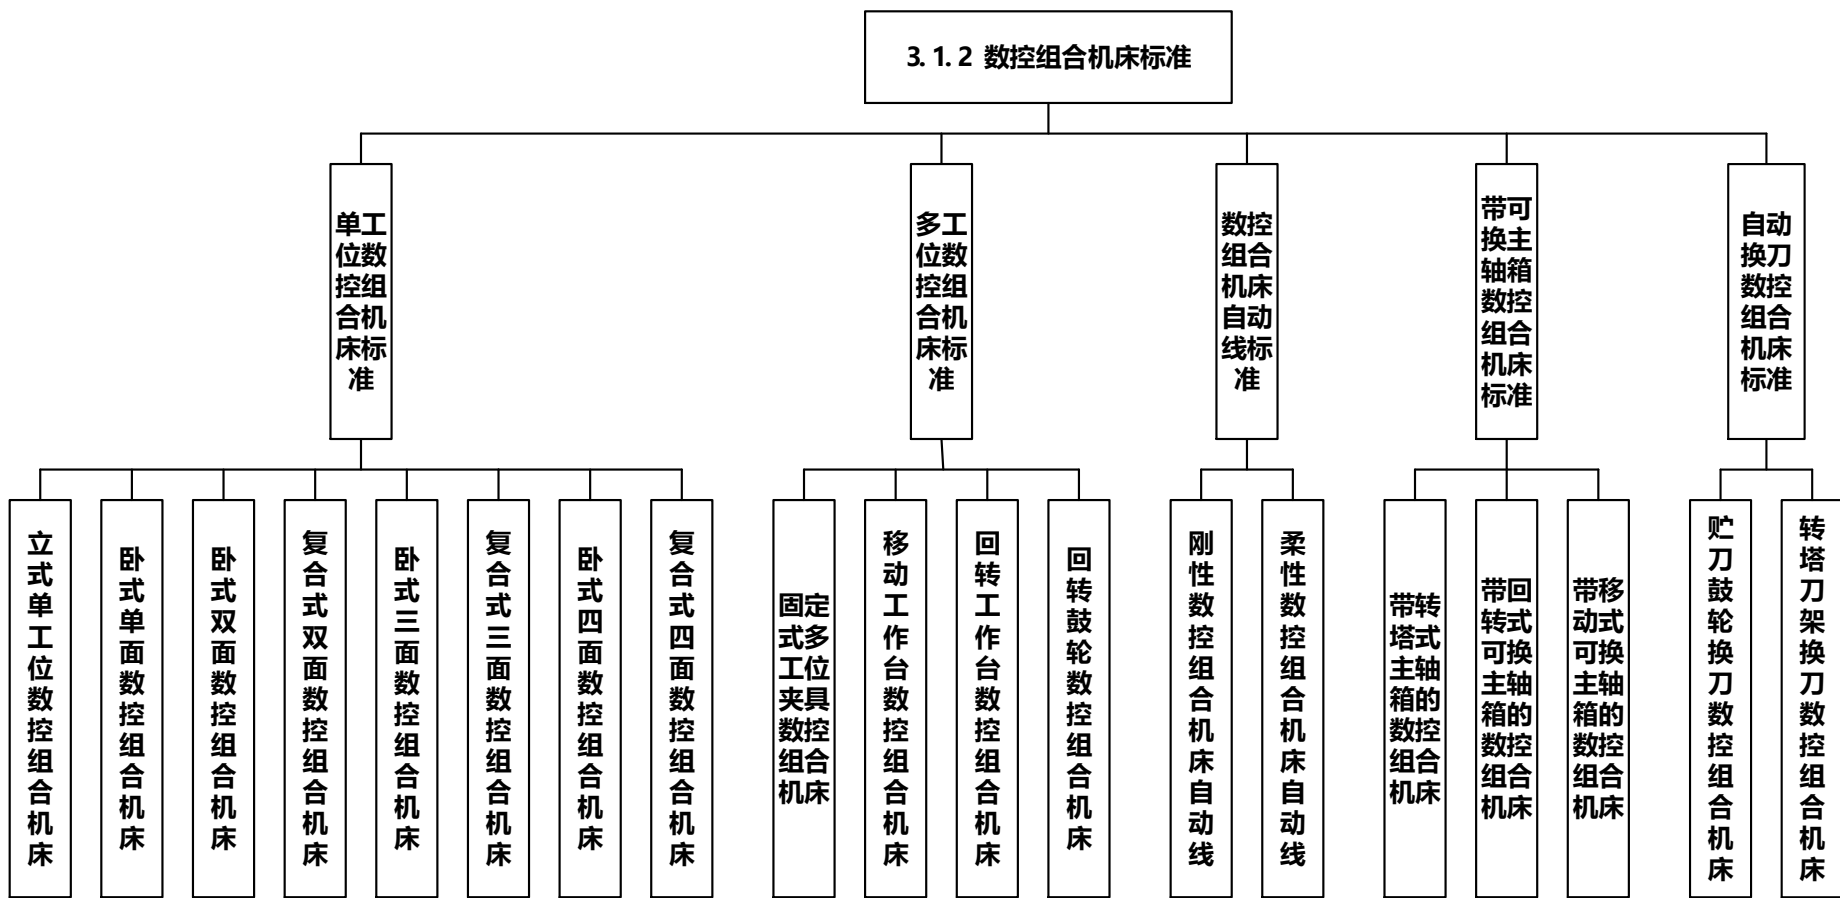 3.1.2 数控组合机床标准
单工位数控组合机床标准
多工位数控组合机床标准
数控组合机床自动线标准
带可换主轴箱数控组合机床标准
自动换刀数控组合机床标准
立式单工位数控组合机床
卧式单面数控组合机床
卧式双面数控组合机床
复合式双面数控组合机床
卧式三面数控组合机床
复合式三面数控组合机床
卧式四面数控组合机床
复合式四面数控组合机床
固定式多工位夹具数控组合机床
移动工作台数控组合机床
回转工作台数控组合机床
回转鼓轮数控组合机床
刚性数控组合机床自动线
柔性数控组合机床自动线
带转塔式主轴箱的数控组合机床
带回转式可换主轴箱的数控组合机床
带移动式可换主轴箱的数控组合机床
贮刀鼓轮换刀数控组合机床
转塔刀架换刀数控组合机床